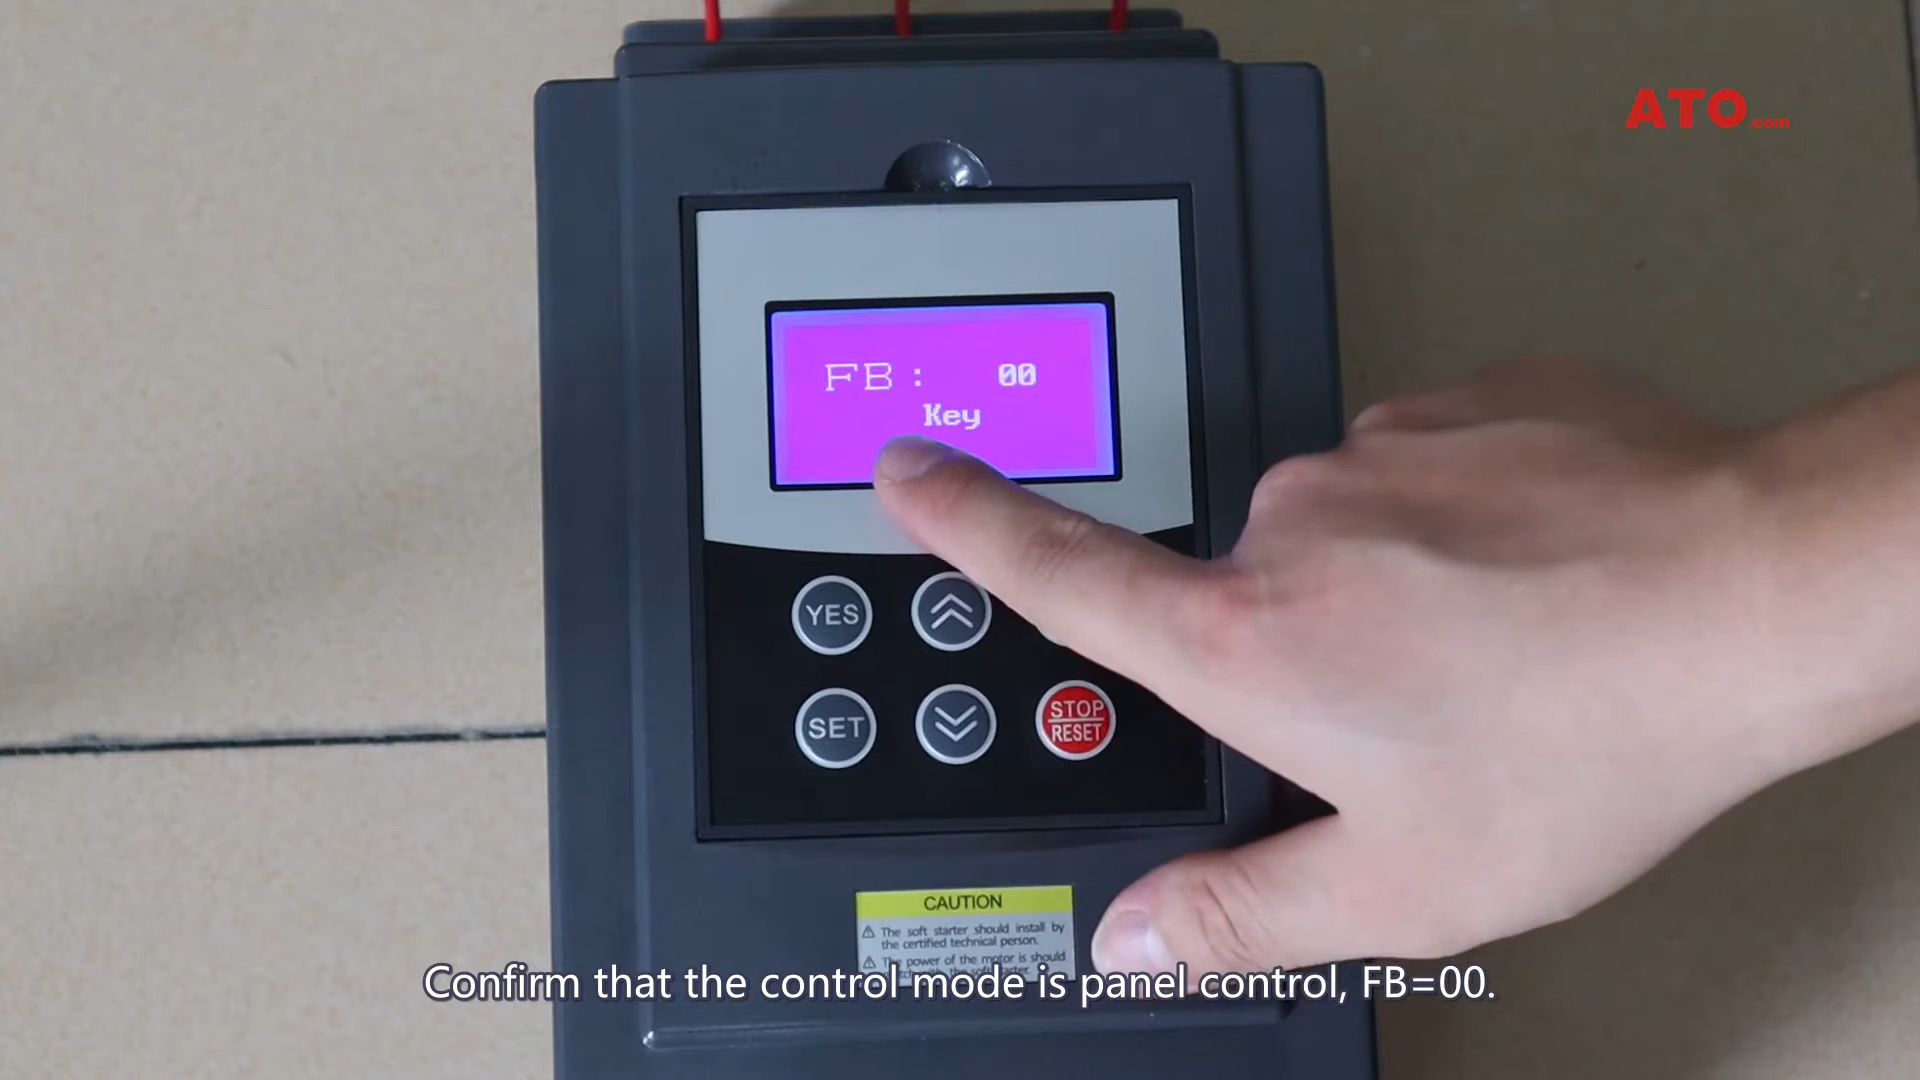 ATO.com
FB: 00
Key
YES
SET
STOP
RESET
CAUTION
The soft starter should install by
the certified technical person.
The power of the motor is should
the
Confirm that the control mode is panel control, FB=00.